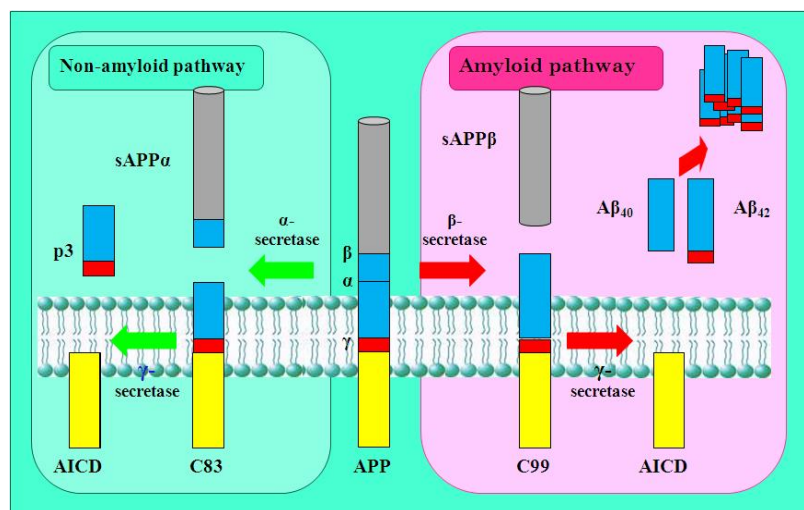 Non-amyloid pathway
Amyloid pathway
sAPPα
sAPPβ
p3
α-
secretase
β-
secretase
Aβ40
Aβ42
β
α
γ
γ-
secretase
γ-
secretase
AICD
C83
APP
C99
AICD